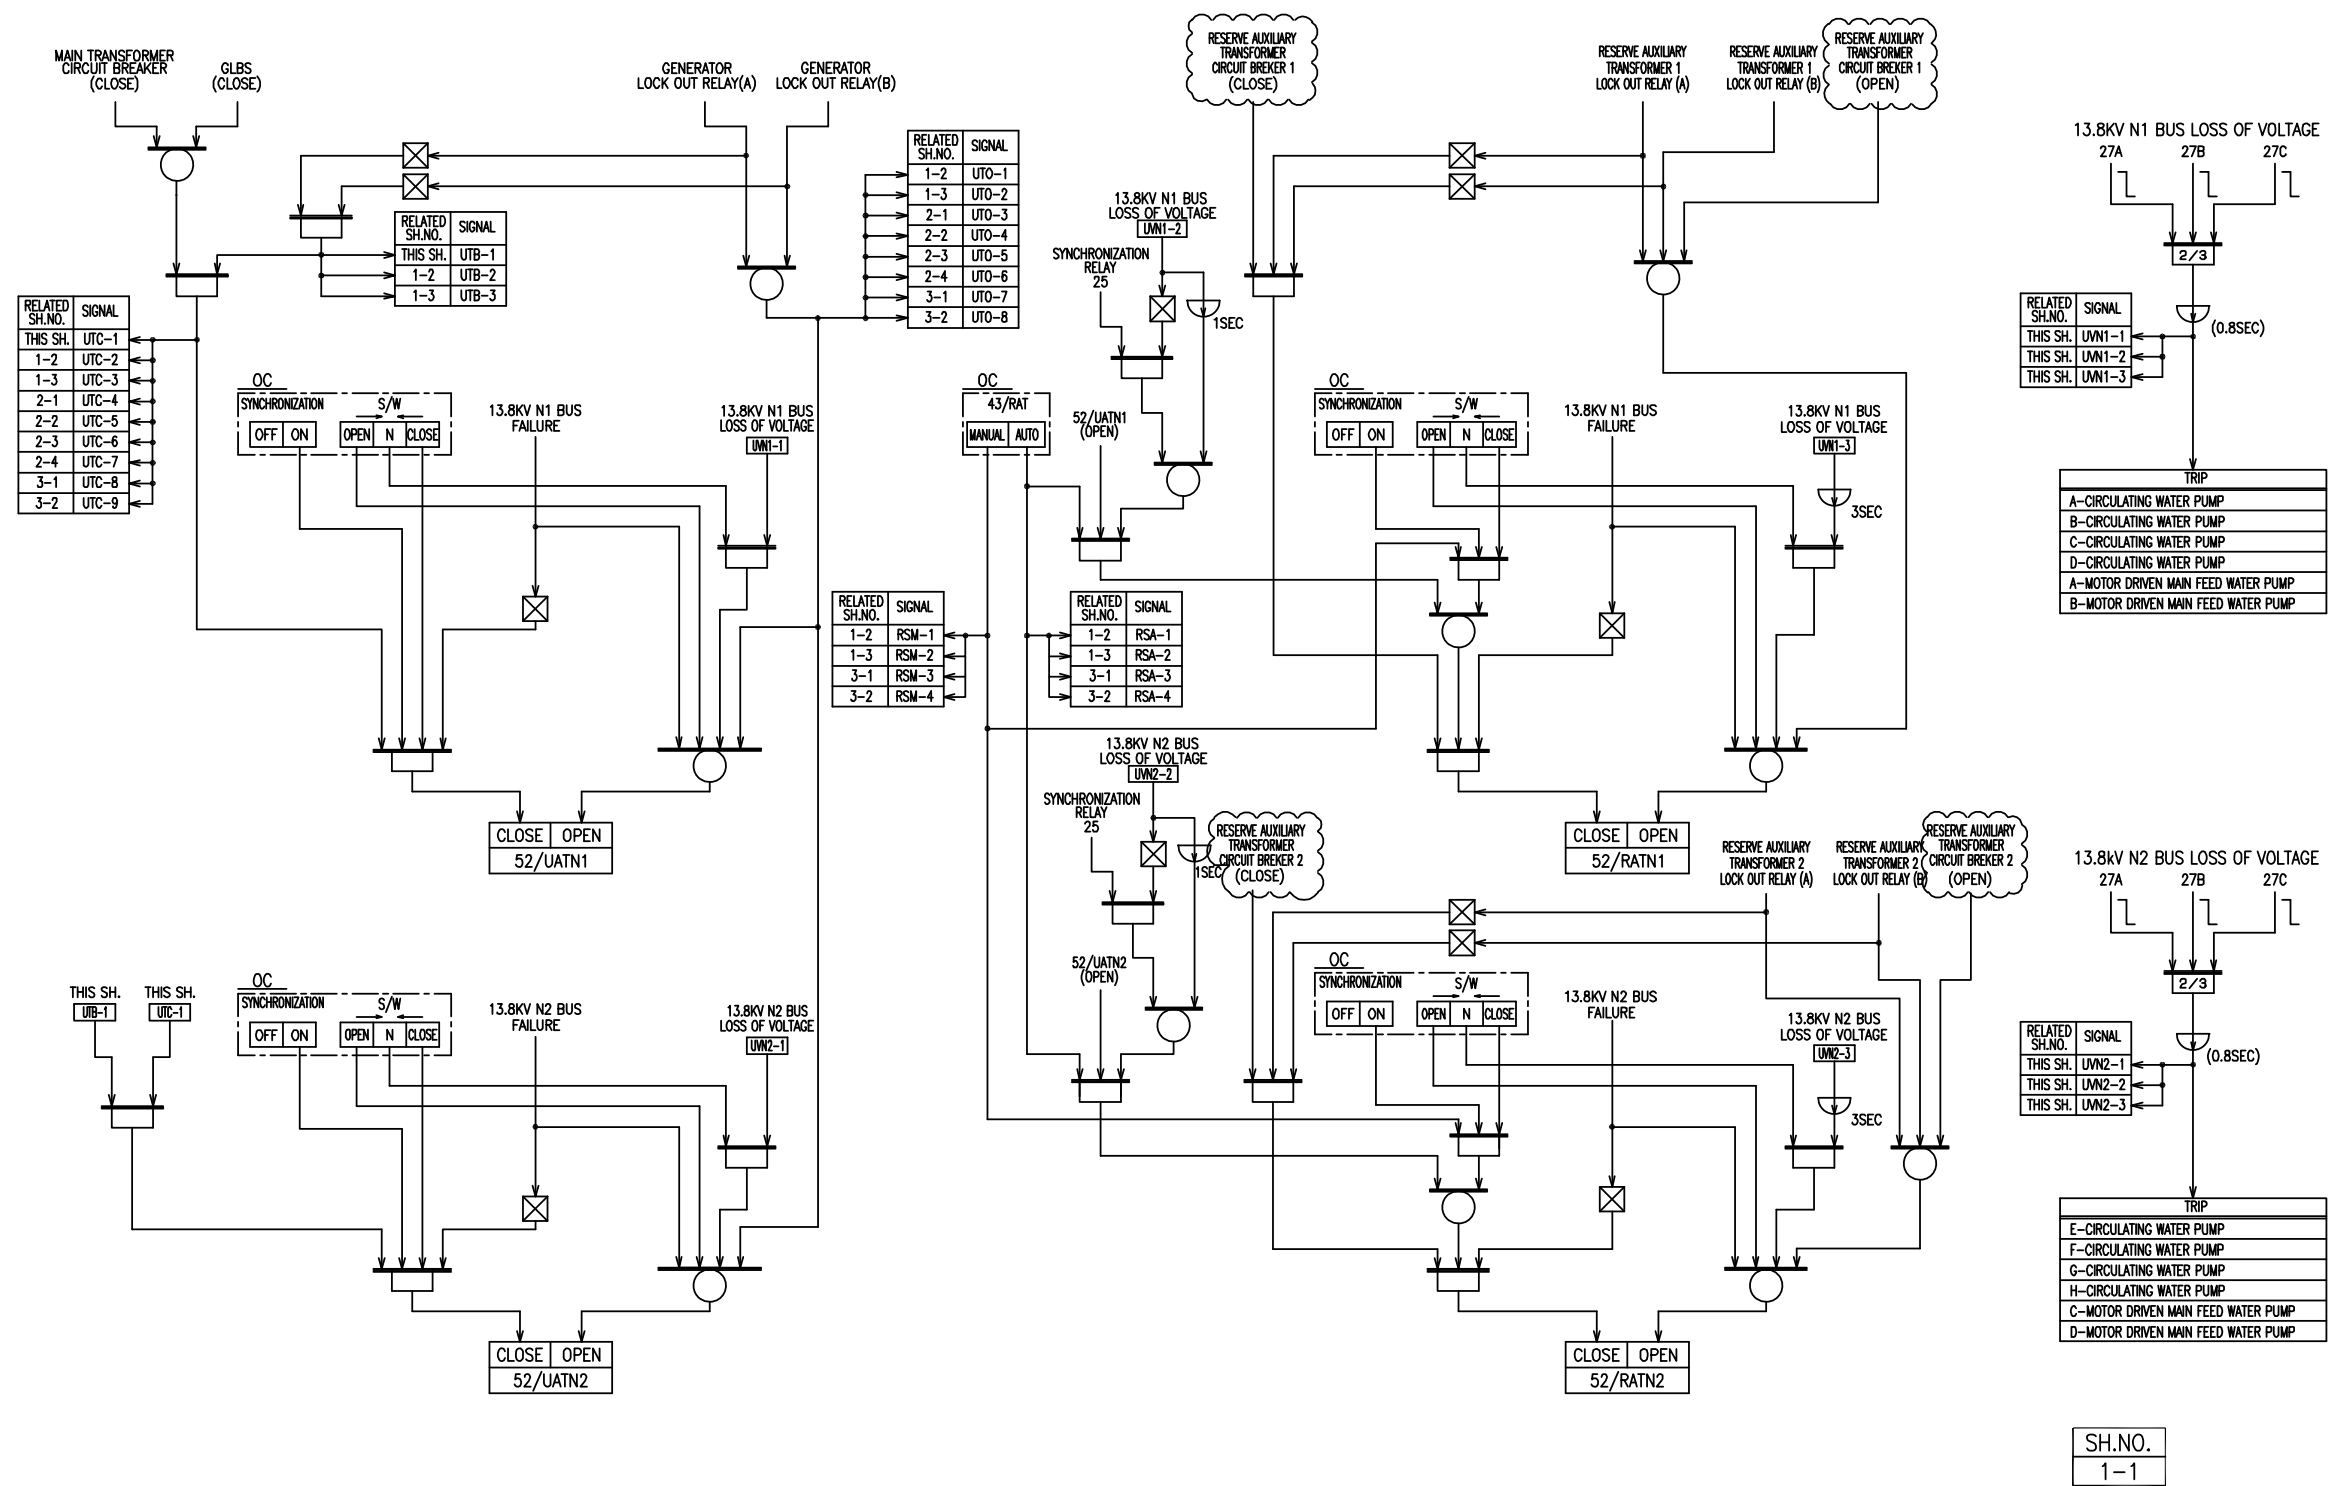 MAIN TRANSFORMER
CIRCUIT BREAKER
(CLOSE)
GLBS
(CLOSE)
GENERATOR
LOCK OUT RELAY(A)
GENERATOR
LOCK OUT RELAY(B)
RESERVE AUXILIARY
TRANSFORMER
CIRCUIT BREKER 1
(CLOSE)
RESERVE AUXILIARY
TRANSFORMER 1
LOCK OUT RELAY (A)
RESERVE AUXILIARY
TRANSFORMER 1
LOCK OUT RELAY (B)
RESERVE AUXILIARY
TRANSFORMER
CIRCUIT BREKER 1
(OPEN)
13.8KV N1 BUS LOSS OF VOLTAGE
27A 27B 27C
2/3
(0.8SEC)
RELATED SH.NO. SIGNAL
THIS SH. UVN1-1
THIS SH. UVN1-2
THIS SH. UVN1-3
TRIP
A-CIRCULATING WATER PUMP
B-CIRCULATING WATER PUMP
C-CIRCULATING WATER PUMP
D-CIRCULATING WATER PUMP
A-MOTOR DRIVEN MAIN FEED WATER PUMP
B-MOTOR DRIVEN MAIN FEED WATER PUMP
RELATED SH.NO. SIGNAL
1-2 UTO-1
1-3 UTO-2
2-1 UTO-3
2-2 UTO-4
2-3 UTO-5
2-4 UTO-6
3-1 UTO-7
3-2 UTO-8
RELATED SH.NO. SIGNAL
THIS SH. UTB-1
1-2 UTB-2
1-3 UTB-3
RELATED SH.NO. SIGNAL
THIS SH. UTC-1
1-2 UTC-2
1-3 UTC-3
2-1 UTC-4
2-2 UTC-5
2-3 UTC-6
2-4 UTC-7
3-1 UTC-8
3-2 UTC-9
OC
SYNCHRONIZATION S/W
OFF ON OPEN N CLOSE
13.8KV N1 BUS
FAILURE
13.8KV N1 BUS
LOSS OF VOLTAGE
UVN1-1
CLOSE OPEN
52/UATN1
13.8KV N1 BUS
LOSS OF VOLTAGE
UVN1-2
SYNCHRONIZATION
RELAY
25
1SEC
OC
43/RAT
MANUAL AUTO
52/UATN1
(OPEN)
OC
SYNCHRONIZATION S/W
OFF ON OPEN N CLOSE
13.8KV N1 BUS
FAILURE
13.8KV N1 BUS
LOSS OF VOLTAGE
UVN1-3
3SEC
RELATED SH.NO. SIGNAL
1-2 RSM-1
1-3 RSM-2
3-1 RSM-3
3-2 RSM-4
RELATED SH.NO. SIGNAL
1-2 RSA-1
1-3 RSA-2
3-1 RSA-3
3-2 RSA-4
CLOSE OPEN
52/RATN1
13.8KV N2 BUS
LOSS OF VOLTAGE
UVN2-2
SYNCHRONIZATION
RELAY
25
1SEC
RESERVE AUXILIARY
TRANSFORMER
CIRCUIT BREKER 2
(CLOSE)
RESERVE AUXILIARY
TRANSFORMER 2
LOCK OUT RELAY (A)
RESERVE AUXILIARY
TRANSFORMER 2
LOCK OUT RELAY (B)
RESERVE AUXILIARY
TRANSFORMER
CIRCUIT BREKER 2
(OPEN)
13.8kV N2 BUS LOSS OF VOLTAGE
27A 27B 27C
2/3
(0.8SEC)
RELATED SH.NO. SIGNAL
THIS SH. UVN2-1
THIS SH. UVN2-2
THIS SH. UVN2-3
TRIP
E-CIRCULATING WATER PUMP
F-CIRCULATING WATER PUMP
G-CIRCULATING WATER PUMP
H-CIRCULATING WATER PUMP
C-MOTOR DRIVEN MAIN FEED WATER PUMP
D-MOTOR DRIVEN MAIN FEED WATER PUMP
THIS SH.
UTB-1
THIS SH.
UTC-1
OC
SYNCHRONIZATION S/W
OFF ON OPEN N CLOSE
13.8KV N2 BUS
FAILURE
13.8KV N2 BUS
LOSS OF VOLTAGE
UVN2-1
CLOSE OPEN
52/UATN2
52/UATN2
(OPEN)
OC
SYNCHRONIZATION S/W
OFF ON OPEN N CLOSE
13.8KV N2 BUS
FAILURE
13.8KV N2 BUS
LOSS OF VOLTAGE
UVN2-3
3SEC
CLOSE OPEN
52/RATN2
SH.NO.
1-1